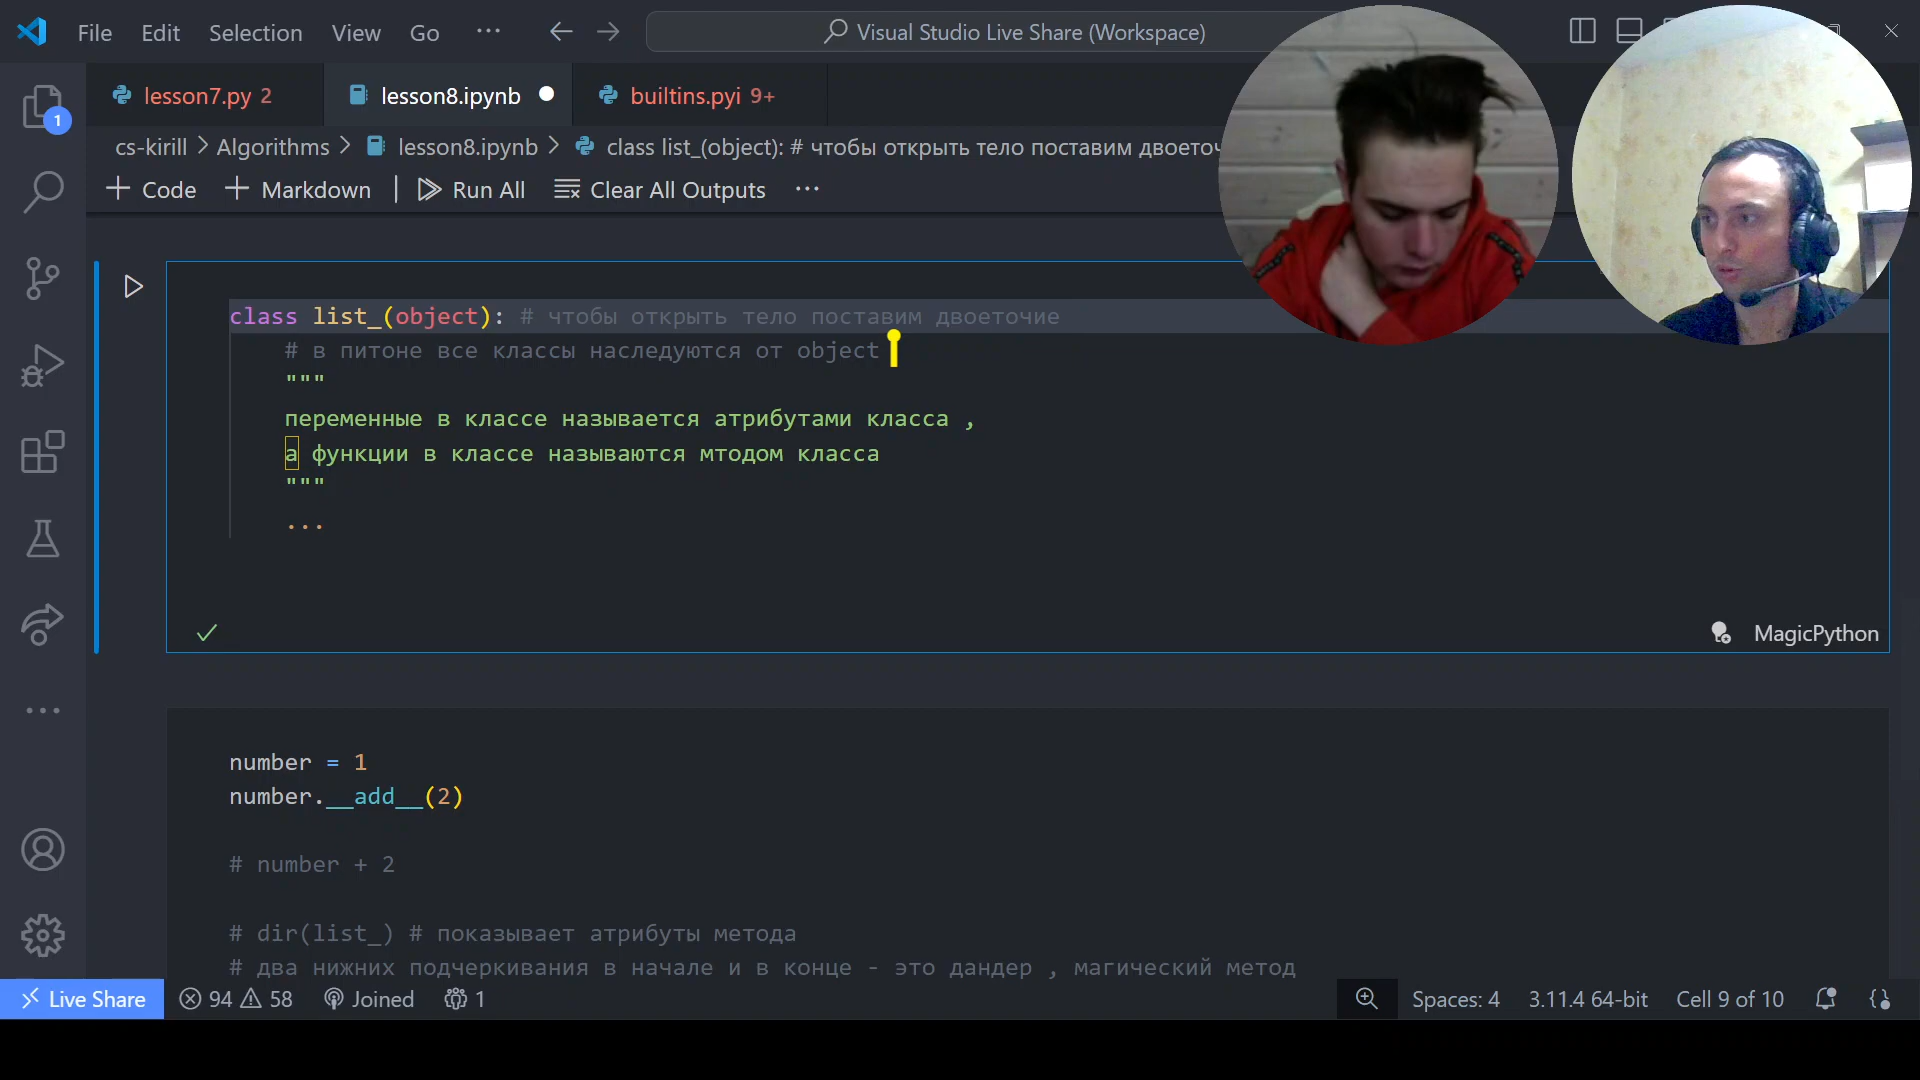 File Edit Selection View Go ··· Visual Studio Live Share (Workspace)
lesson7.py 2 lesson8.ipynb builtins.pyi 9+
1
cs-kirill > Algorithms > lesson8.ipynb > class list_(object): # чтобы открыть тело поставим двоеточ
+ Code + Markdown | Run All Clear All Outputs ···
class list_(object): # чтобы открыть тело поставим двоеточие
# в питоне все классы наследуются от object
"""
переменные в классе называется атрибутами класса ,
а функции в классе называются мтодом класса
"""
...
MagicPython
number = 1
number.__add__(2)
# number + 2
# dir(list_) # показывает атрибуты метода
# два нижних подчеркивания в начале и в конце - это дандер , магический метод
Live Share 94 58 Joined 1 Spaces: 4 3.11.4 64-bit Cell 9 of 10